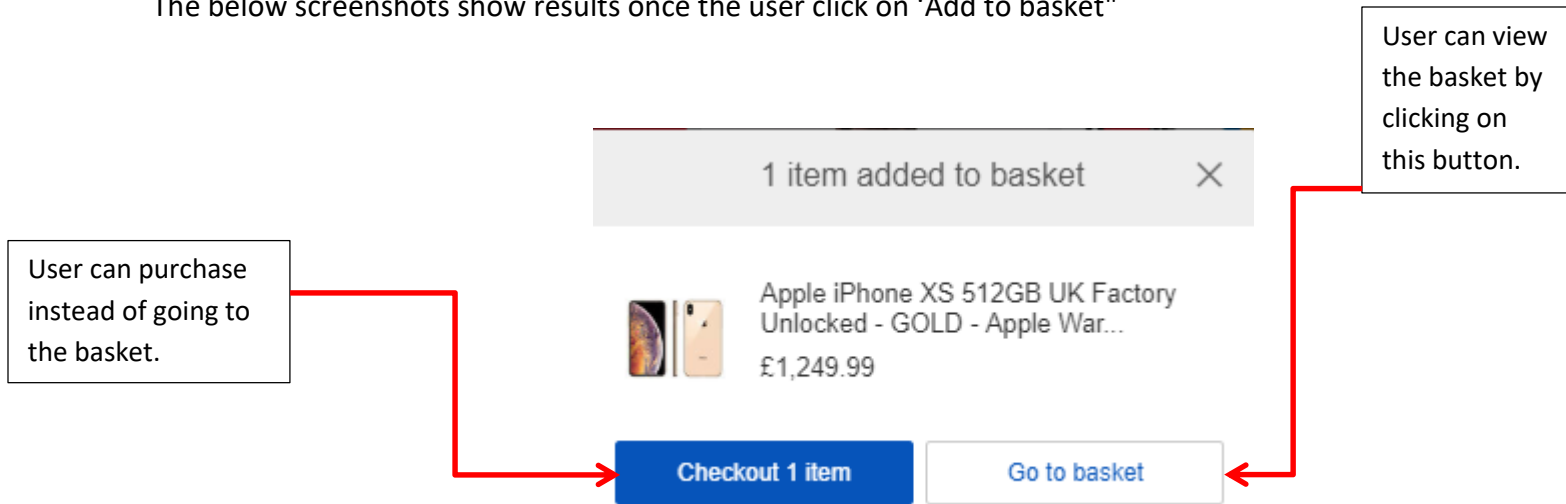 The below screenshots show results once the user click on 'Add to basket"
User can view
the basket by
clicking on
this button.
1 item added to basket
User can purchase
instead of going to
the basket.
Apple iPhone XS 512GB UK Factory
Unlocked - GOLD - Apple War...
£1,249.99
Checkout 1 item
Go to basket